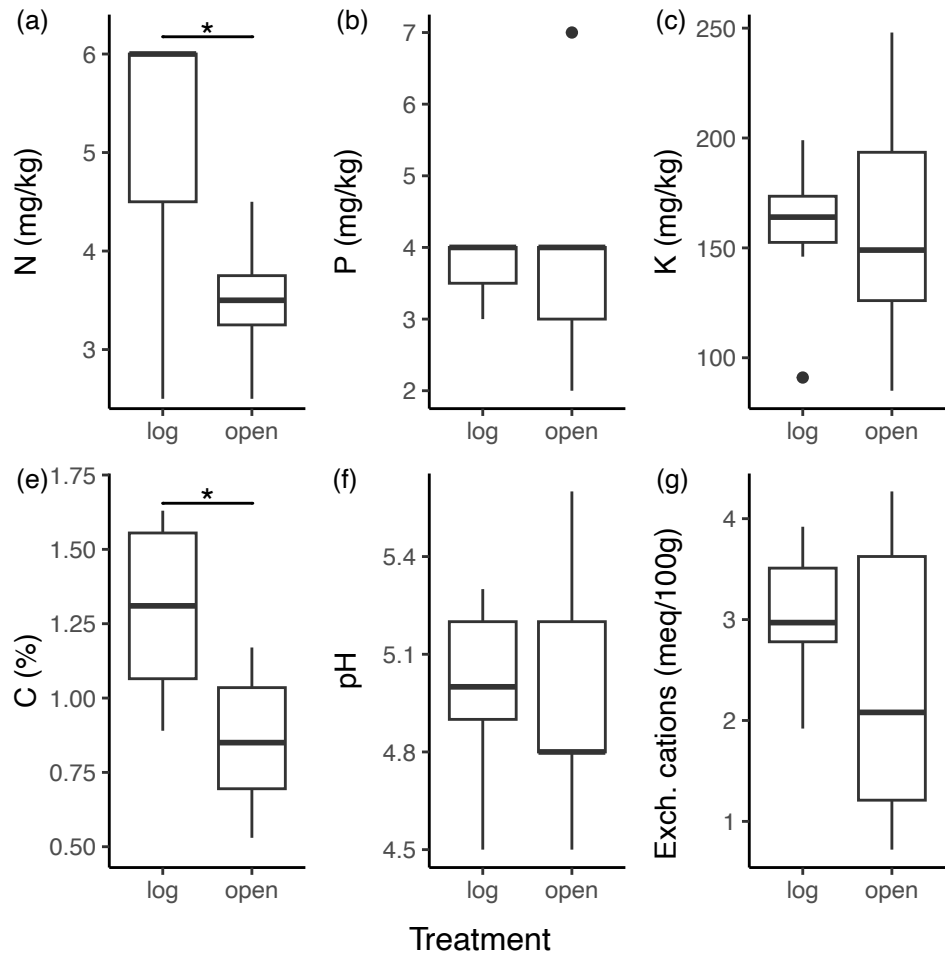 (a)
*
N (mg/kg)
6
5
4
3
log open
(b)
P (mg/kg)
7
6
5
4
3
2
log open
(c)
K (mg/kg)
250
200
150
100
log open
(e)
*
C (%)
1.75
1.50
1.25
1.00
0.75
0.50
log open
(f)
pH
5.4
5.1
4.8
4.5
log open
(g)
Exch. cations (meq/100g)
4
3
2
1
log open
Treatment